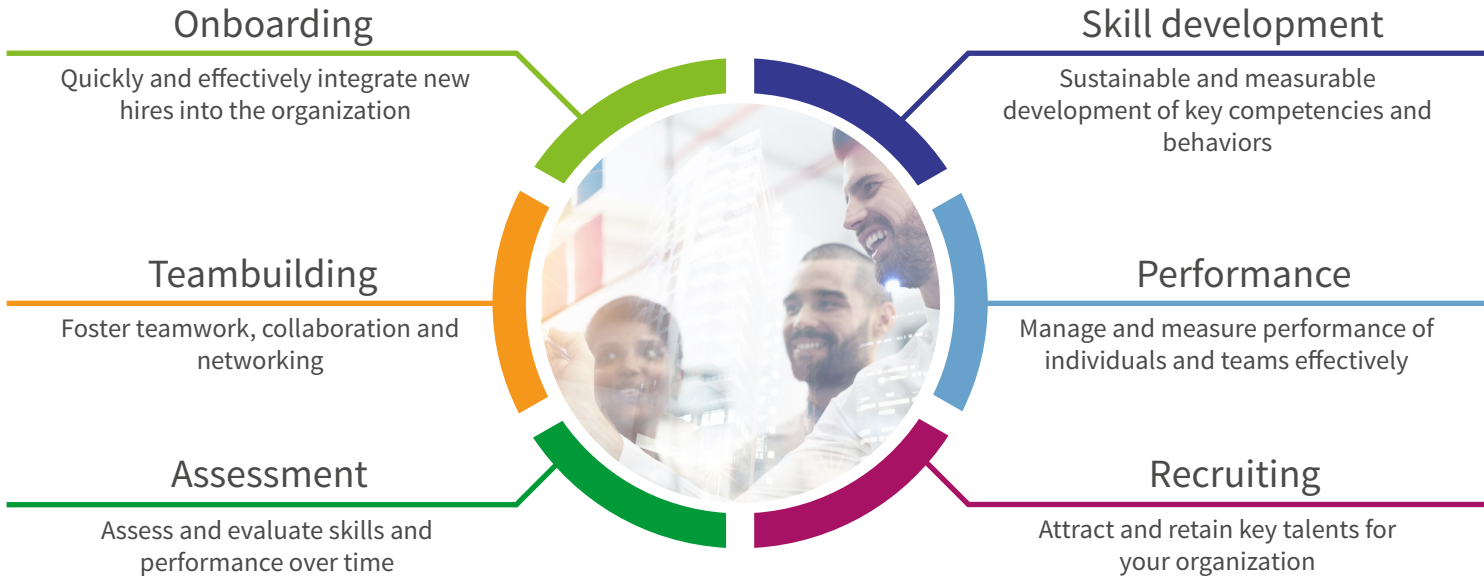 Onboarding
Quickly and effectively integrate new
hires into the organization
Teambuilding
Foster teamwork, collaboration and
networking
Assessment
Assess and evaluate skills and
performance over time
Skill development
Sustainable and measurable
development of key competencies and
behaviors
Performance
Manage and measure performance of
individuals and teams effectively
Recruiting
Attract and retain key talents for
your organization